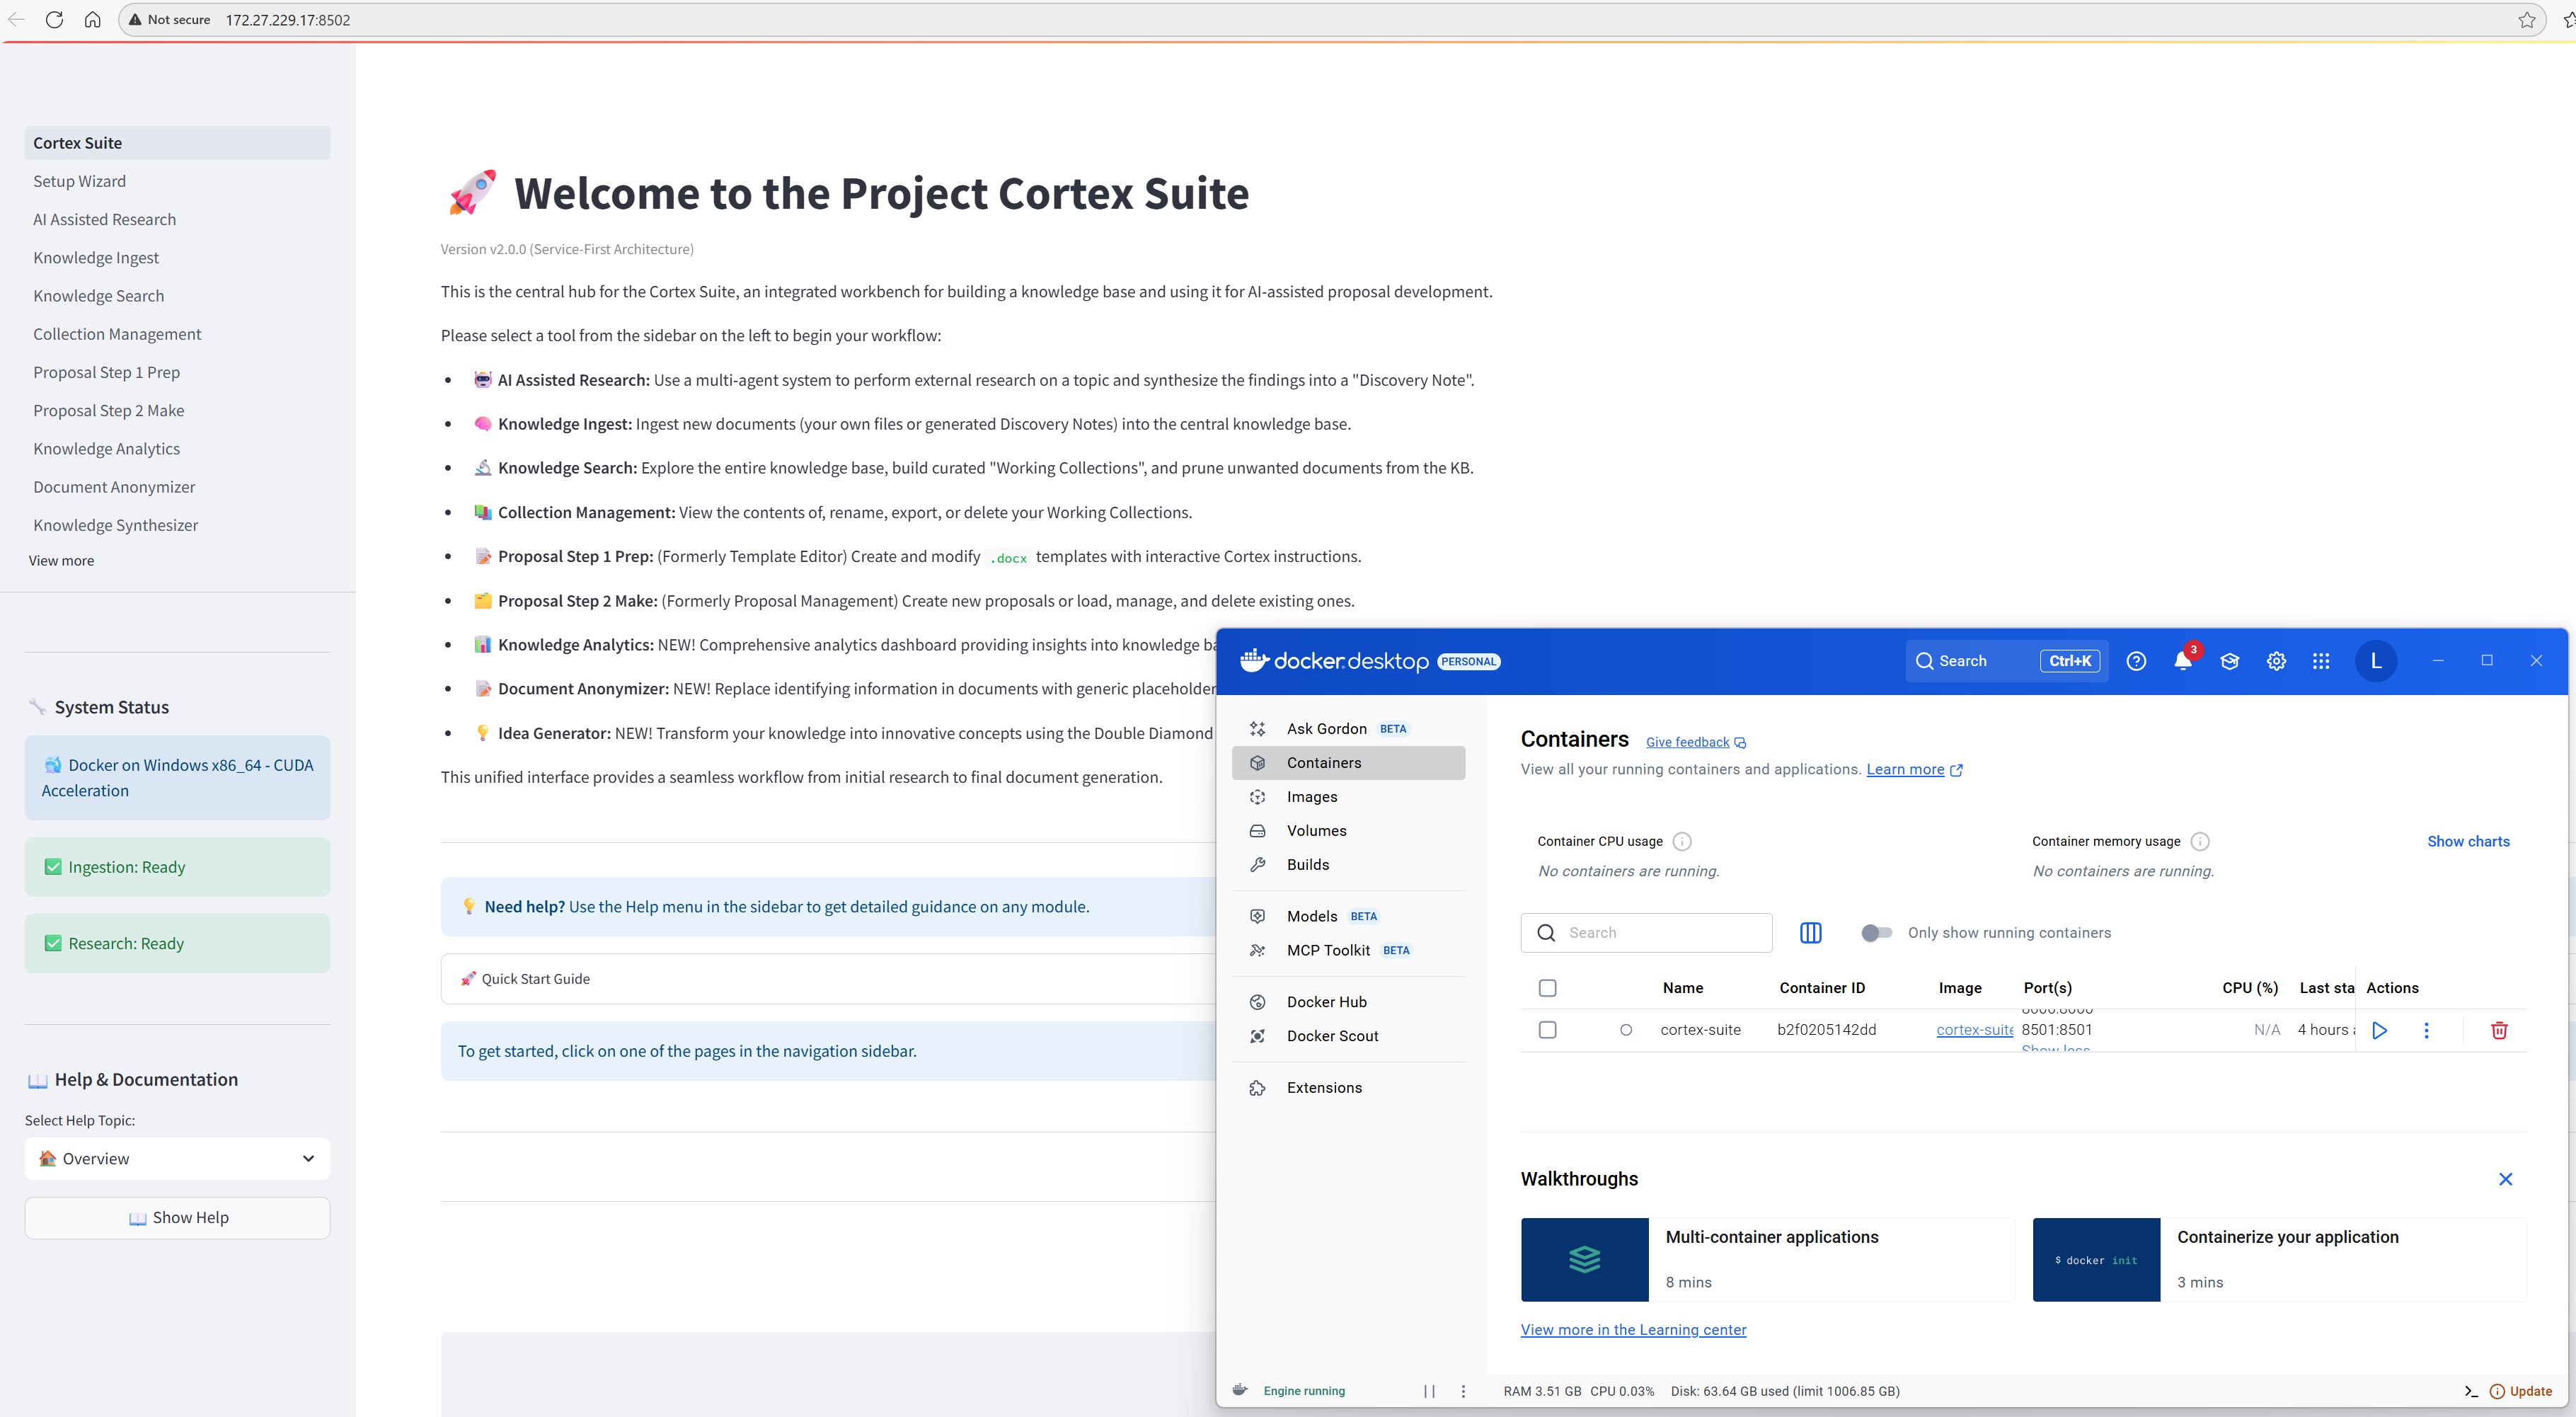 Not secure 172.27.229.17:8502
Cortex Suite
Setup Wizard
AI Assisted Research
Knowledge Ingest
Knowledge Search
Collection Management
Proposal Step 1 Prep
Proposal Step 2 Make
Knowledge Analytics
Document Anonymizer
Knowledge Synthesizer
View more
System Status
Docker on Windows x86_64 - CUDA
Acceleration
Ingestion: Ready
Research: Ready
Help & Documentation
Select Help Topic:
Overview
Show Help
Welcome to the Project Cortex Suite
Version v2.0.0 (Service-First Architecture)
This is the central hub for the Cortex Suite, an integrated workbench for building a knowledge base and using it for AI-assisted proposal development.
Please select a tool from the sidebar on the left to begin your workflow:
• AI Assisted Research: Use a multi-agent system to perform external research on a topic and synthesize the findings into a "Discovery Note".
• Knowledge Ingest: Ingest new documents (your own files or generated Discovery Notes) into the central knowledge base.
• Knowledge Search: Explore the entire knowledge base, build curated "Working Collections", and prune unwanted documents from the KB.
• Collection Management: View the contents of, rename, export, or delete your Working Collections.
• Proposal Step 1 Prep: (Formerly Template Editor) Create and modify .docx templates with interactive Cortex instructions.
• Proposal Step 2 Make: (Formerly Proposal Management) Create new proposals or load, manage, and delete existing ones.
• Knowledge Analytics: NEW! Comprehensive analytics dashboard providing insights into knowledge ba
• Document Anonymizer: NEW! Replace identifying information in documents with generic placeholder
• Idea Generator: NEW! Transform your knowledge into innovative concepts using the Double Diamond
This unified interface provides a seamless workflow from initial research to final document generation.
Need help? Use the Help menu in the sidebar to get detailed guidance on any module.
Quick Start Guide
To get started, click on one of the pages in the navigation sidebar.
docker.desktop PERSONAL
Search Ctrl+K
3
L
Ask Gordon BETA
Containers
Images
Volumes
Builds
Models BETA
MCP Toolkit BETA
Docker Hub
Docker Scout
Extensions
Containers Give feedback
View all your running containers and applications. Learn more
Container CPU usage
No containers are running.
Container memory usage
No containers are running.
Show charts
Search
Only show running containers
Name Container ID Image Port(s) CPU (%) Last sta Actions
cortex-suite b2f0205142dd cortex-suite 8501:8501 N/A 4 hours
Show less
Walkthroughs
Multi-container applications
8 mins
$ docker init
Containerize your application
3 mins
View more in the Learning center
Engine running
RAM 3.51 GB CPU 0.03% Disk: 63.64 GB used (limit 1006.85 GB)
Update